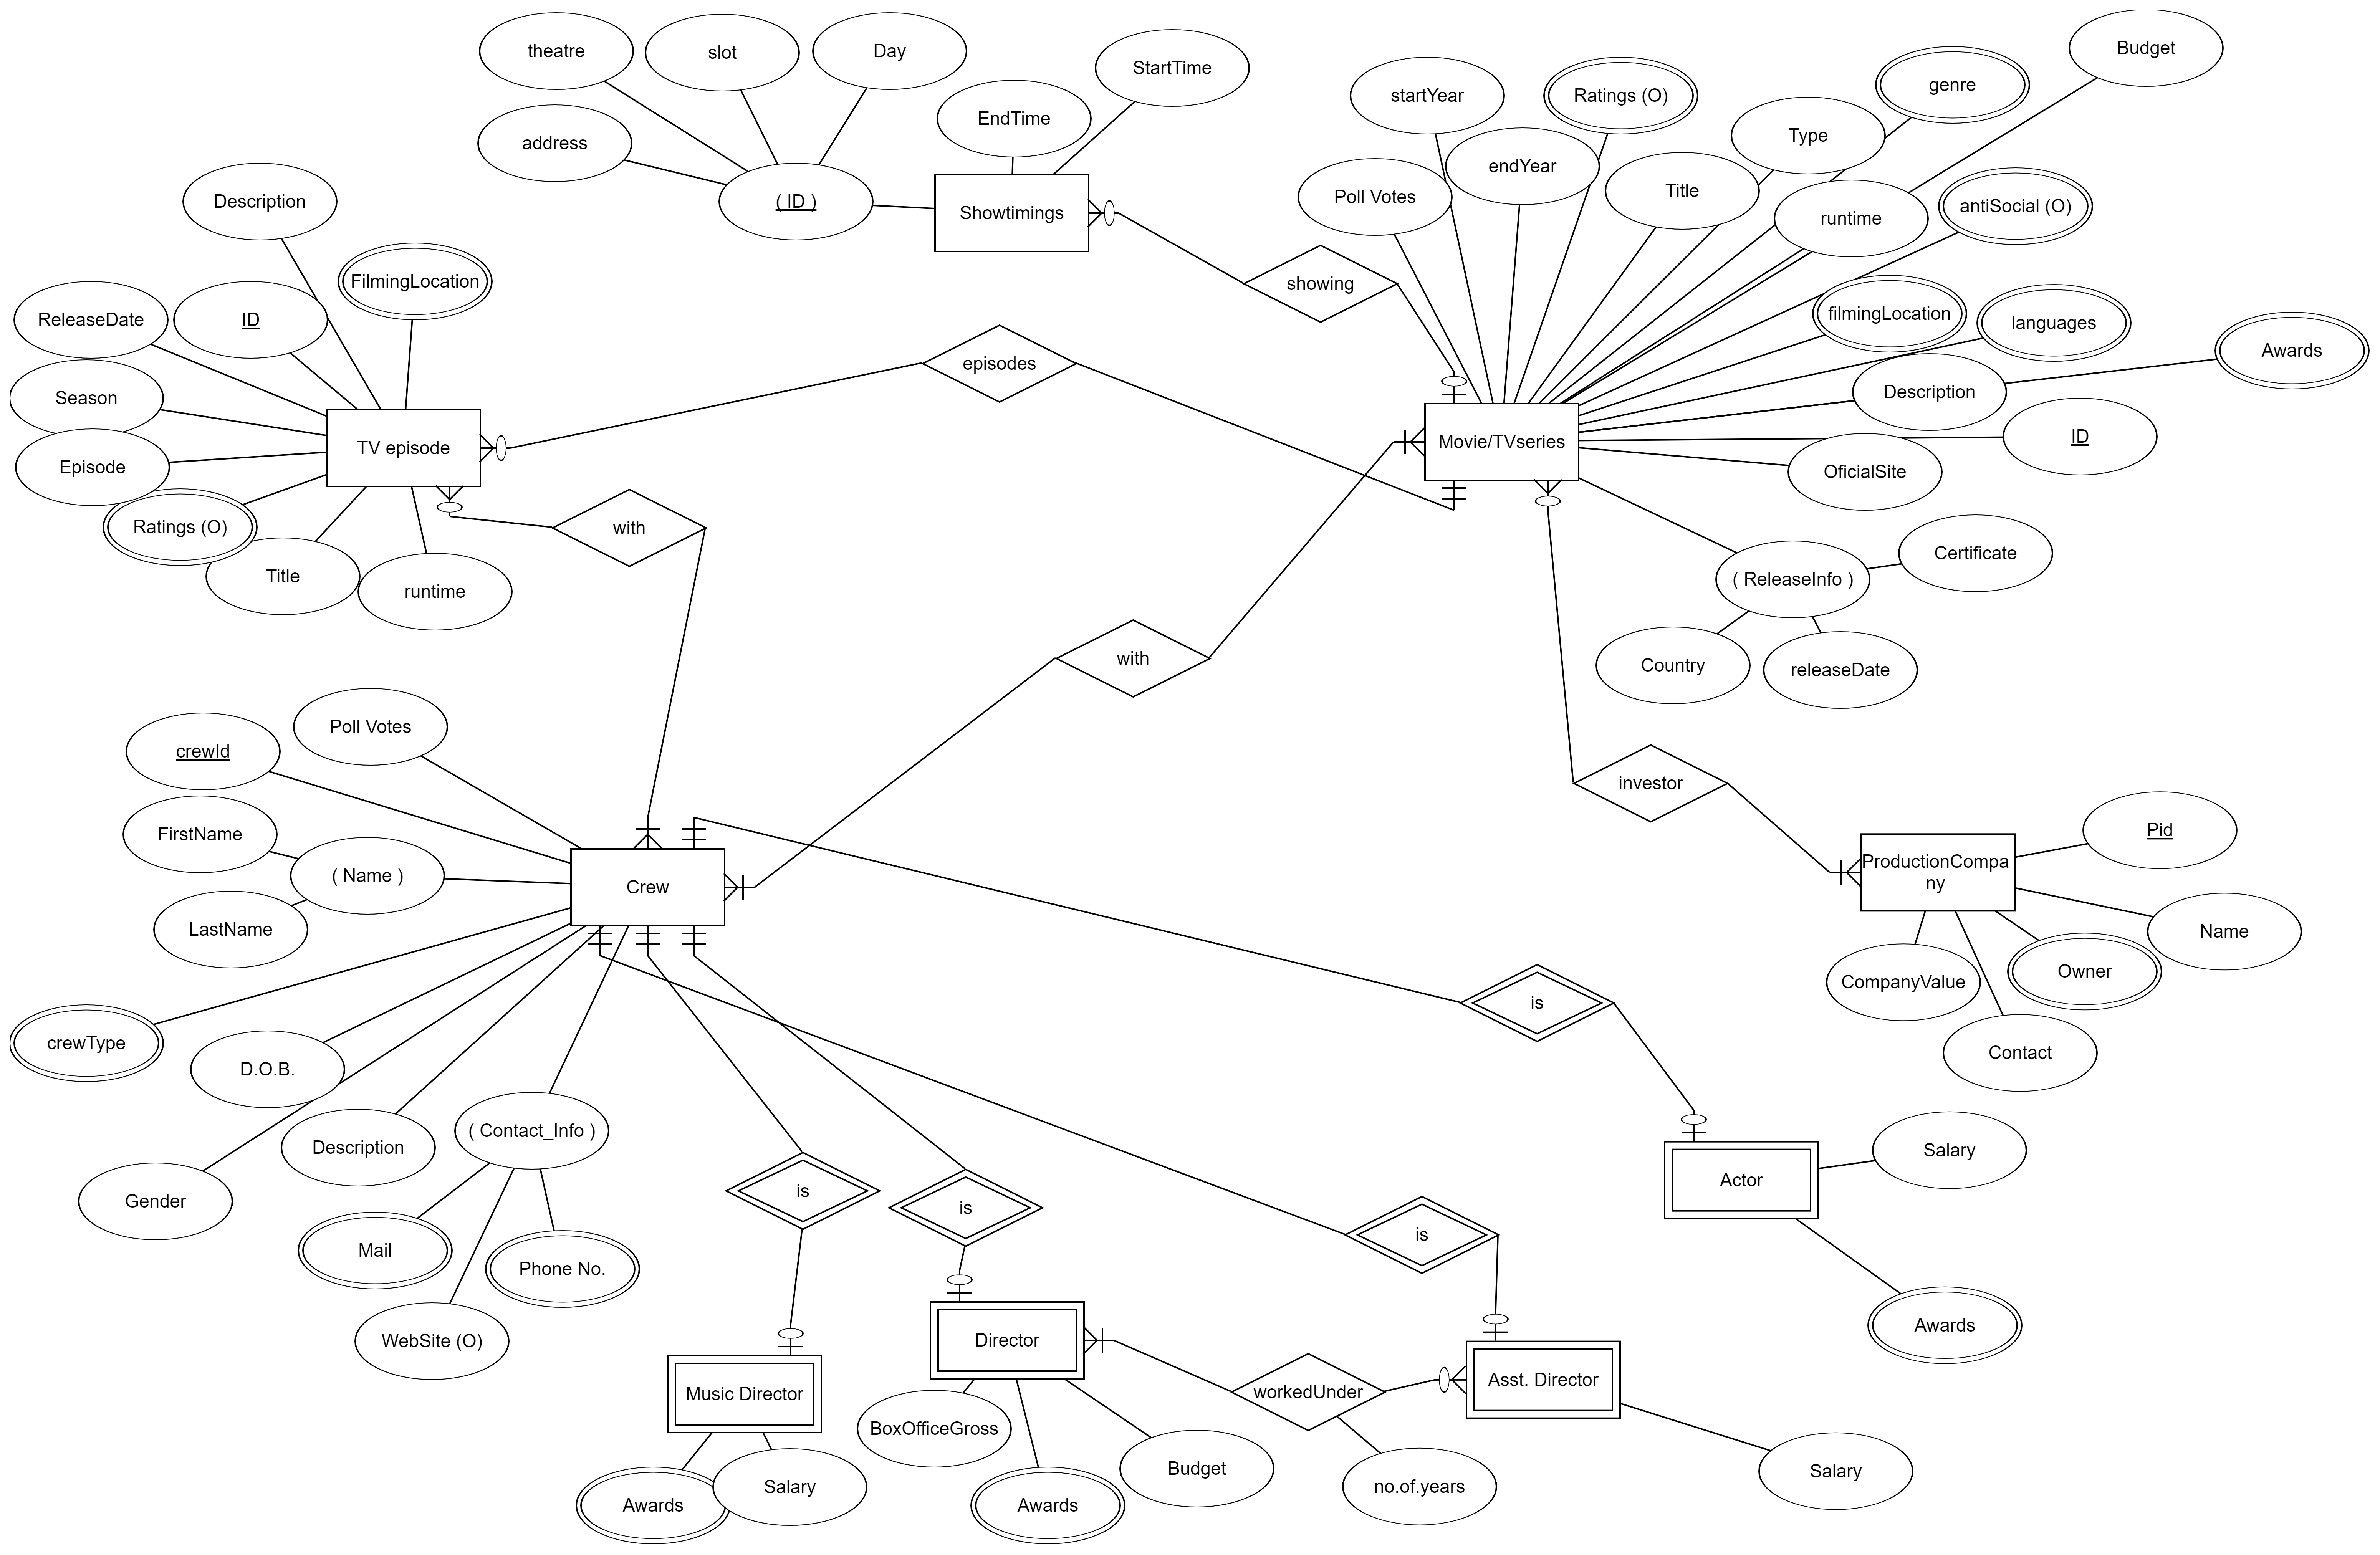 theatre
slot
Day
StartTime
EndTime
address
( ID )
Showtimings
showing
startYear
Ratings (O)
Type
genre
Budget
Poll Votes
endYear
Title
runtime
antiSocial (O)
filmingLocation
languages
Awards
Description
ID
OficialSite
Movie/TVseries
( ReleaseInfo )
Certificate
Country
releaseDate
Description
FilmingLocation
ReleaseDate
ID
Season
Episode
TV episode
Ratings (O)
Title
runtime
episodes
with
with
investor
Poll Votes
crewId
FirstName
( Name )
LastName
Crew
crewType
D.O.B.
Gender
Description
( Contact_Info )
Mail
Phone No.
WebSite (O)
ProductionCompa
ny
Pid
Name
Owner
CompanyValue
Contact
is
is
is
is
Actor
Salary
Awards
Music Director
Awards
Salary
Director
BoxOfficeGross
Awards
Budget
workedUnder
no.of.years
Asst. Director
Salary